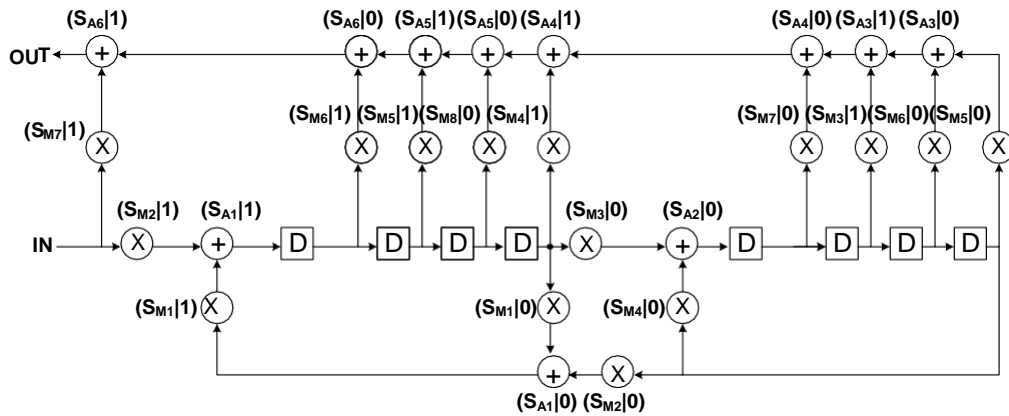 (SA6|1) (SA6|0) (SA5|1) (SA5|0) (SA4|1) (SA4|0) (SA3|1) (SA3|0)
OUT + + + + + + + +
(SM7|1) (SM6|1) (SM5|1) (SM8|0) (SM4|1) (SM7|0) (SM3|1) (SM6|0) (SM5|0)
X X X X X X X X X
(SM2|1) (SA1|1) (SM3|0) (SA2|0)
IN X + D D D D X + D D D D
(SM1|1) X (SM1|0) X (SM4|0) X
+ X
(SA1|0) (SM2|0)